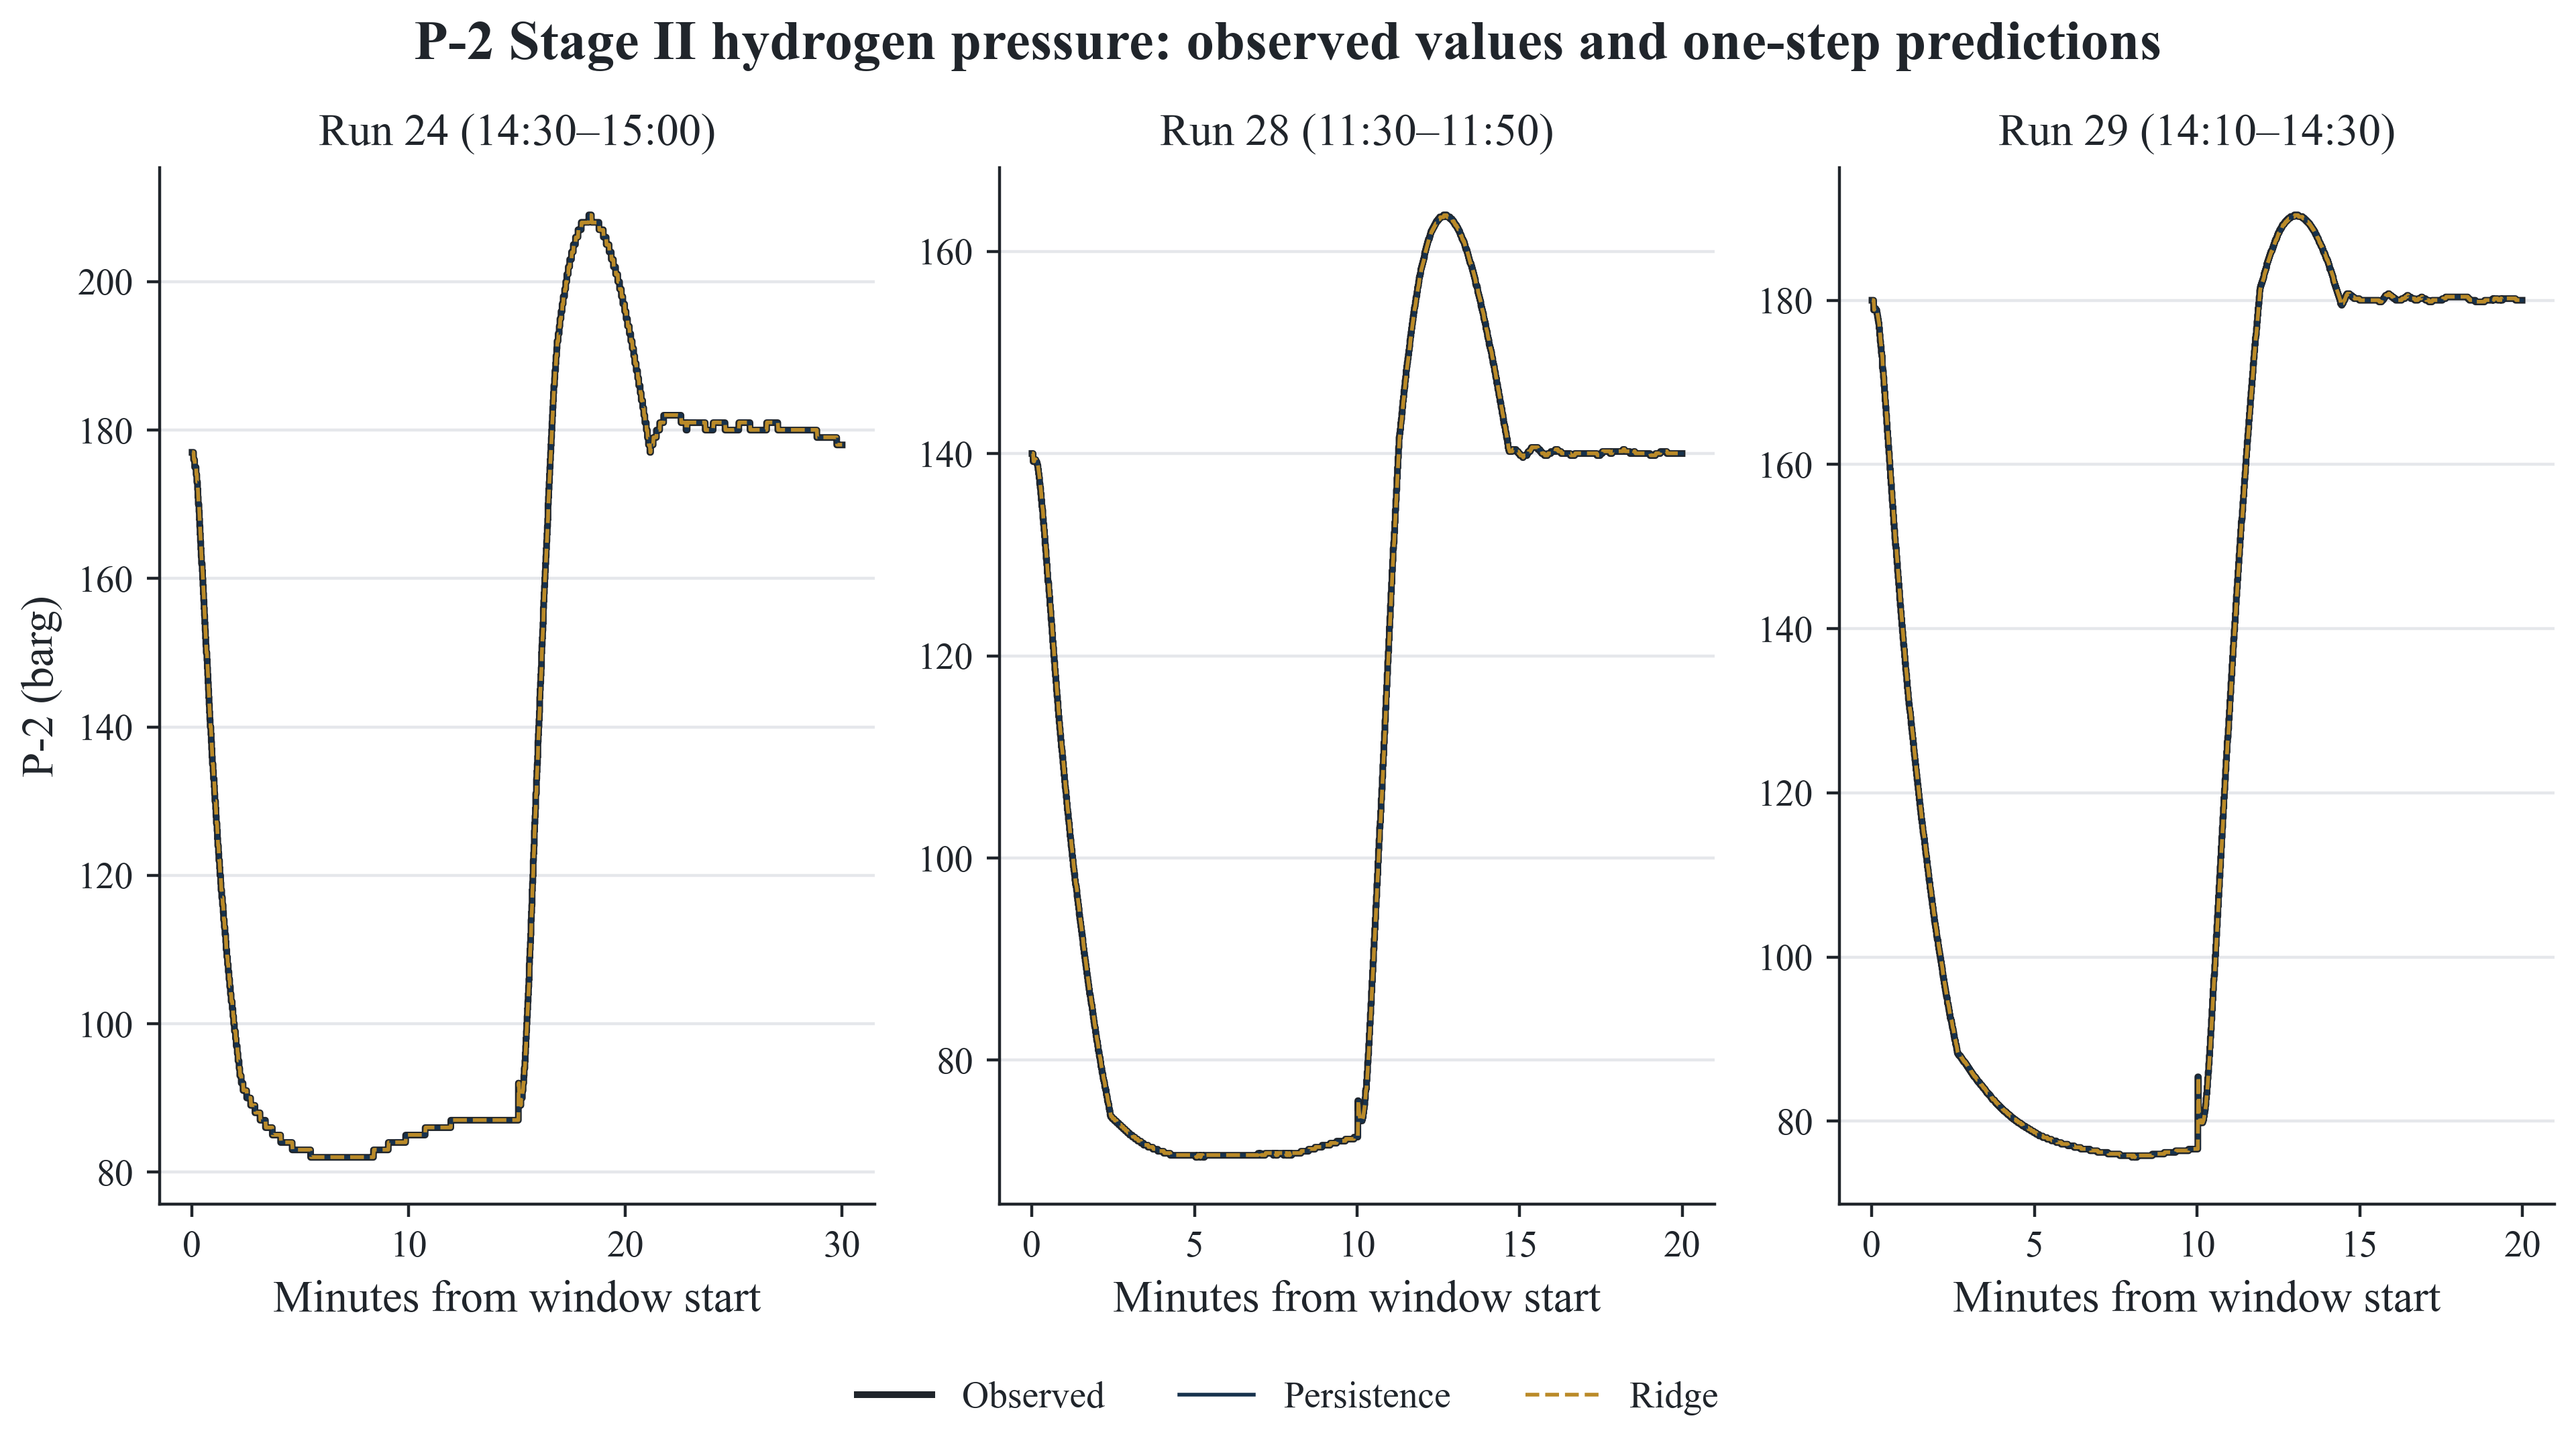 P-2 Stage II hydrogen pressure: observed values and one-step predictions
Run 24 (14:30–15:00)
200
180
160
140
120
100
80
P-2 (barg)
0 10 20 30
Minutes from window start
Run 28 (11:30–11:50)
160
140
120
100
80
0 5 10 15 20
Minutes from window start
Run 29 (14:10–14:30)
180
160
140
120
100
80
0 5 10 15 20
Minutes from window start
Observed Persistence Ridge